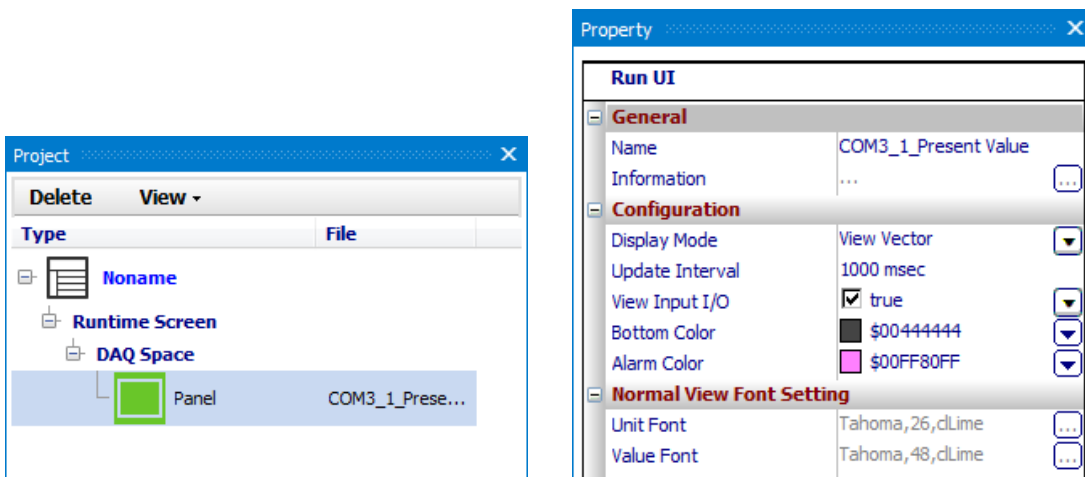 Project
Delete View
Type File
Noname
Runtime Screen
DAQ Space
Panel COM3_1_Prese...
Property
Run UI
General
Name COM3_1_Present Value
Information ...
Configuration
Display Mode View Vector
Update Interval 1000 msec
View Input I/O true
Bottom Color $00444444
Alarm Color $00FF80FF
Normal View Font Setting
Unit Font Tahoma,26,clLime
Value Font Tahoma,48,clLime